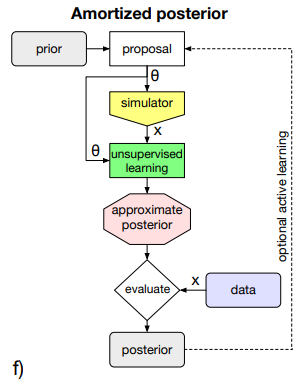 Amortized posterior
prior
proposal
θ
simulator
x
θ
unsupervised
learning
approximate
posterior
evaluate
x
data
posterior
optional active learning
f)